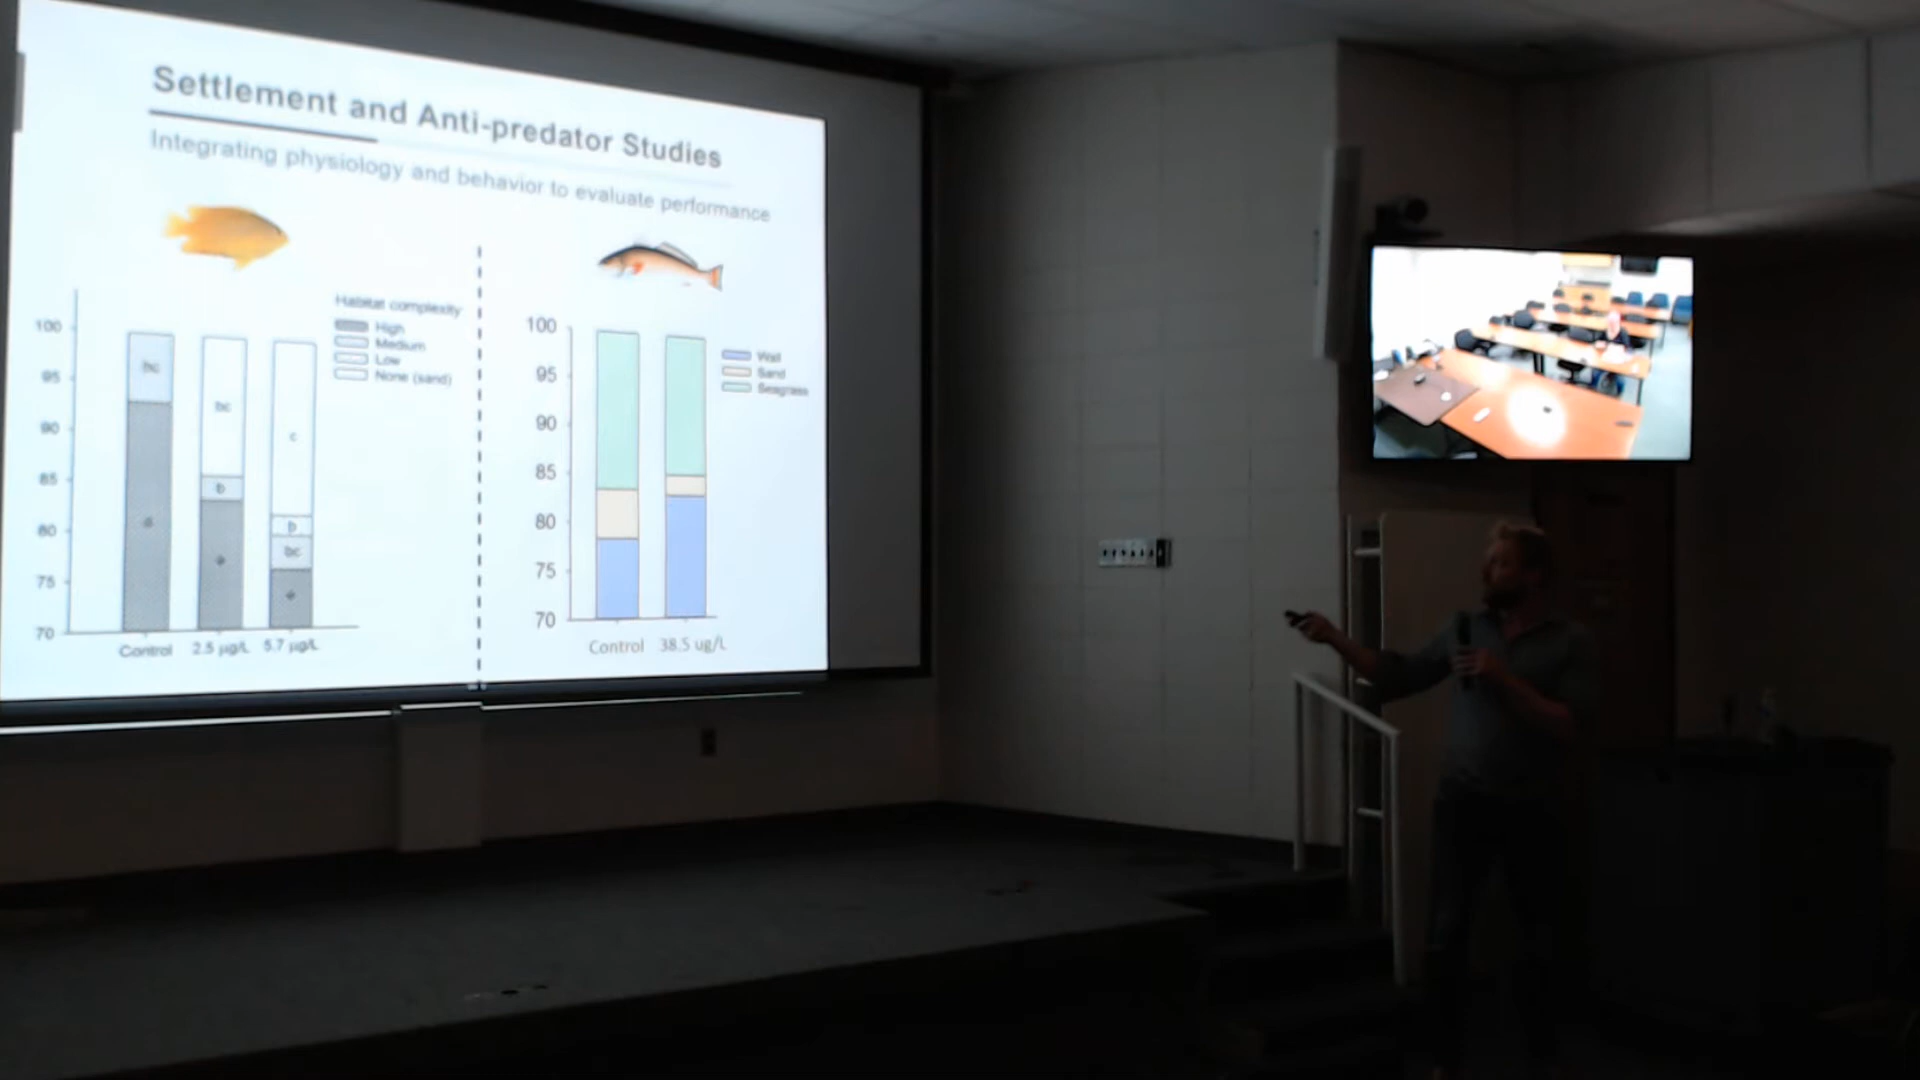 Settlement and Anti-predator Studies
Integrating physiology and behavior to evaluate performance
Habitat complexity
High
Medium
Low
None (sand)
100
95
90
85
80
75
70
bc
bc
b
c
b
bc
Control
2.5 µg/L
5.7 µg/L
100
95
90
85
80
75
70
Wall
Sand
Seagrass
Control
38.5 ug/L